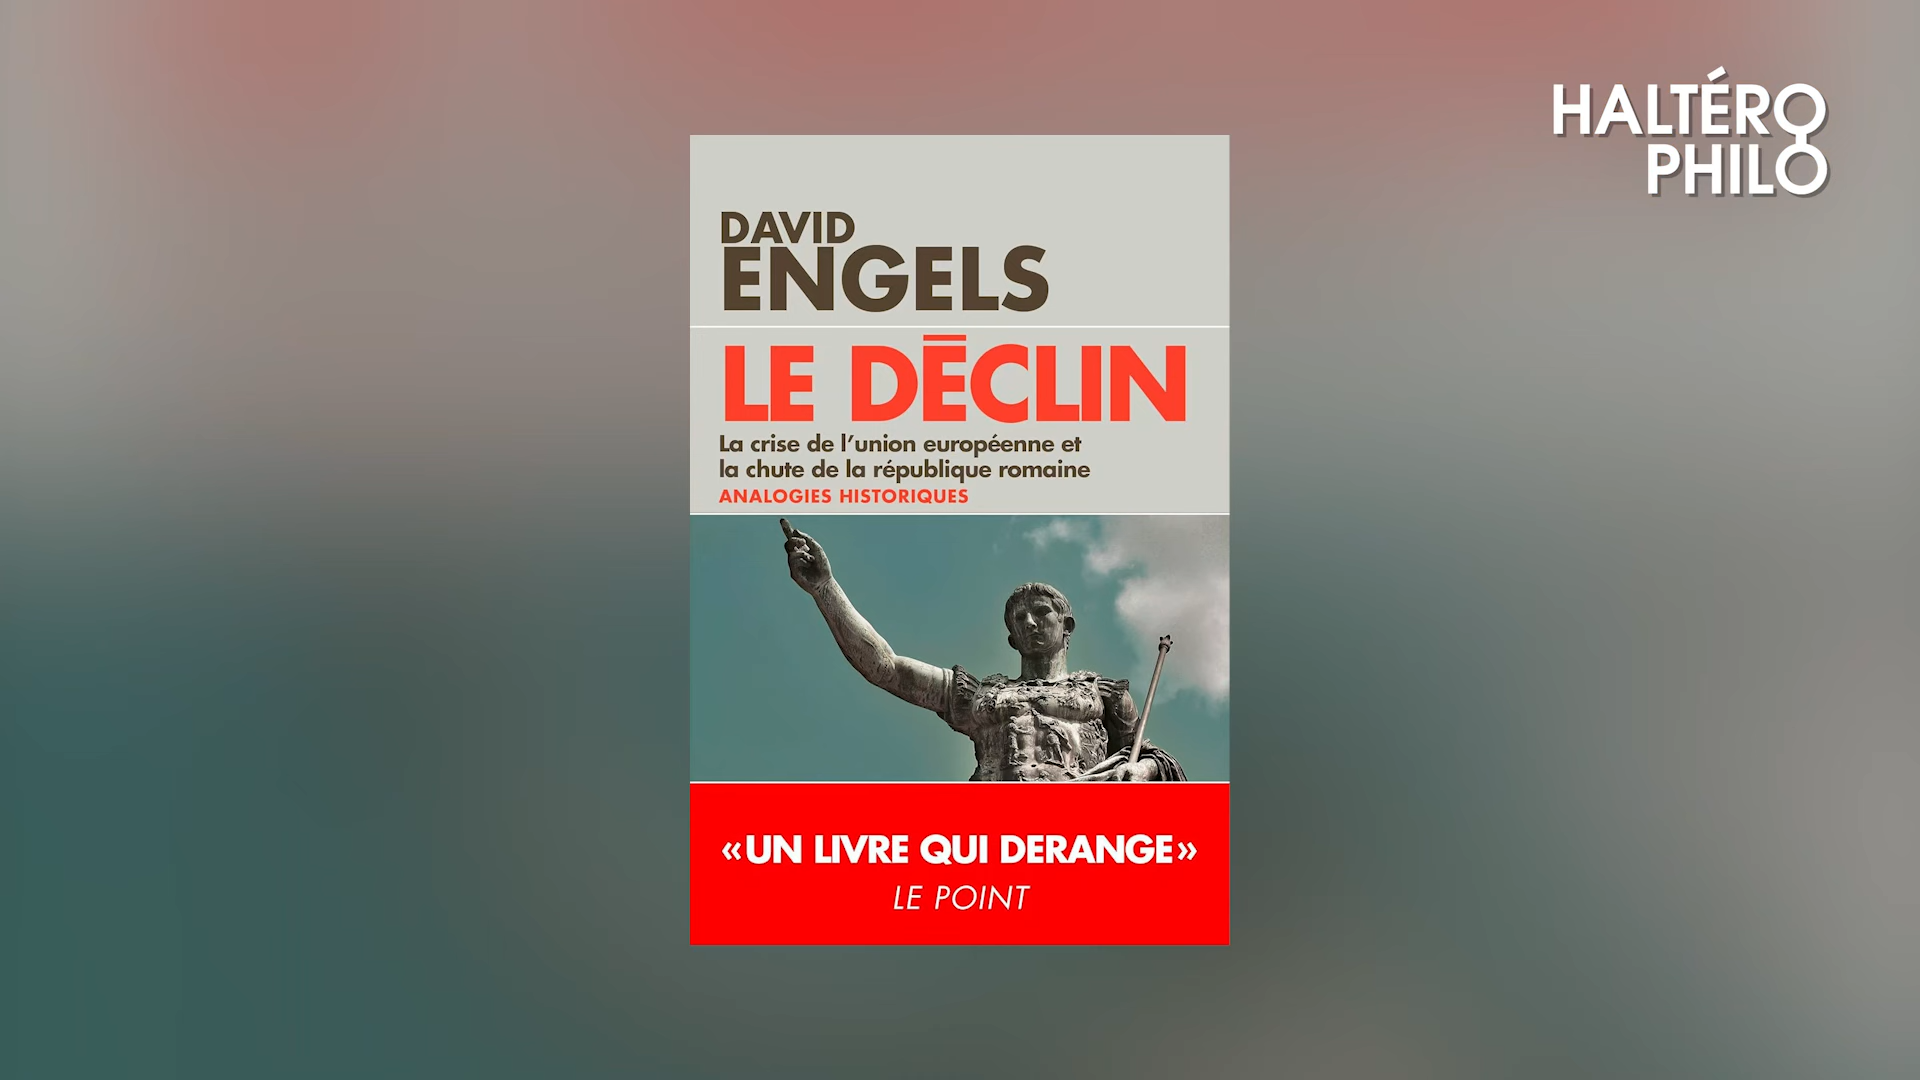 HALTÉRO
PHILO
DAVID
ENGELS
LE DĒCLIN
La crise de l'union européenne et
la chute de la république romaine
ANALOGIES HISTORIQUES
«UN LIVRE QUI DERANGE»
LE POINT